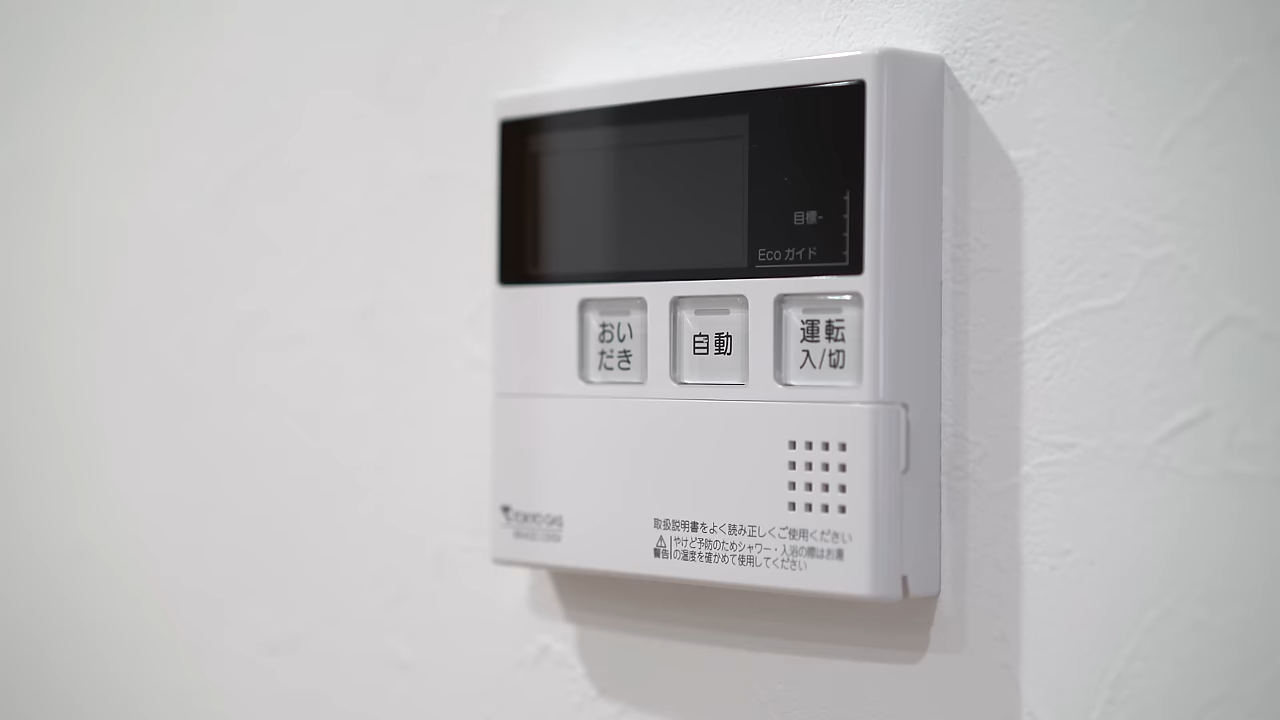 目標-
Eco ガイド
おい
だき
自動
運転
入/切
TOKYO GAS
取扱説明書をよく読み正しくご使用ください
警告 やけど予防のためシャワー・入浴の際はお湯
の温度を確かめて使用してください